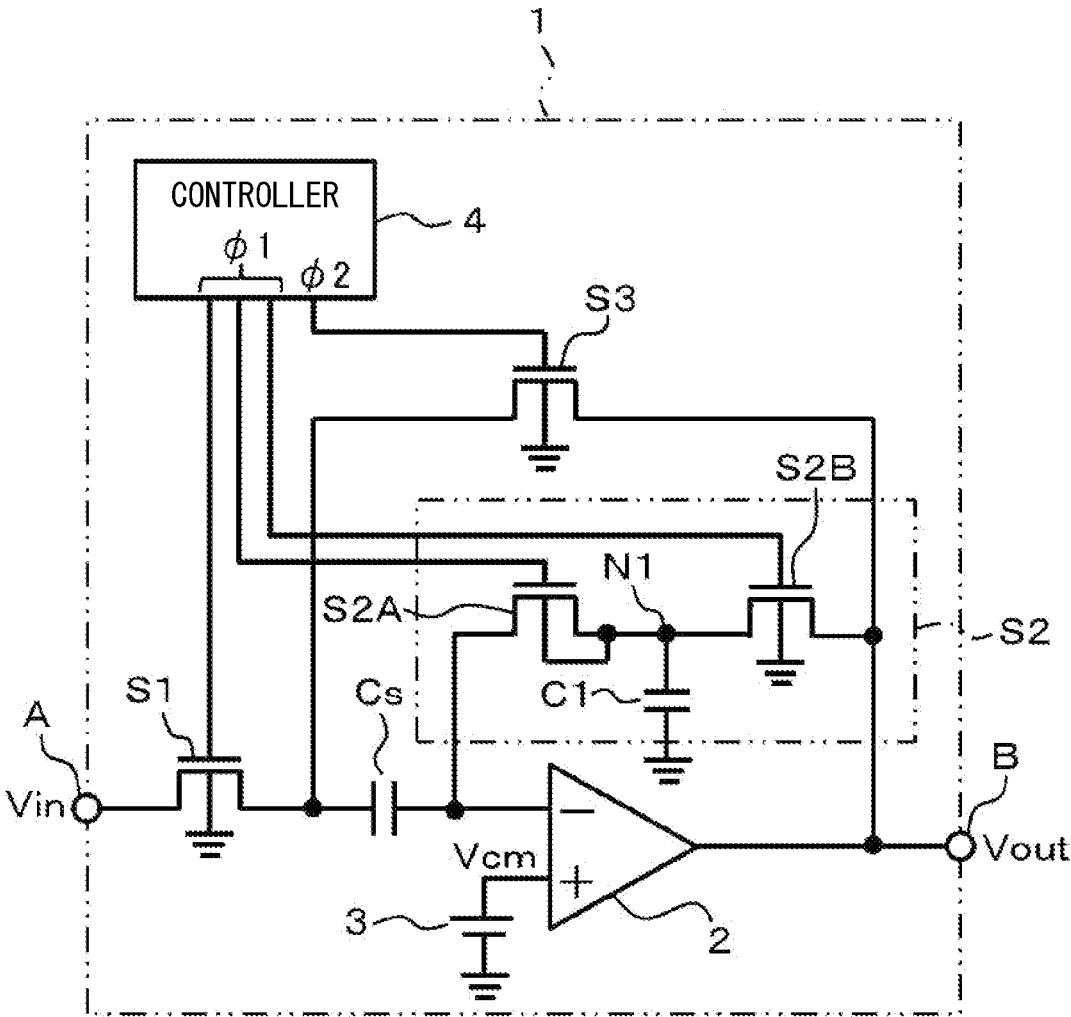 1
CONTROLLER
4
ϕ1
ϕ2
S3
S2B
N1
S2A
S2
C1
S1
Cs
A
B
Vin
Vout
Vcm
−
+
3
2